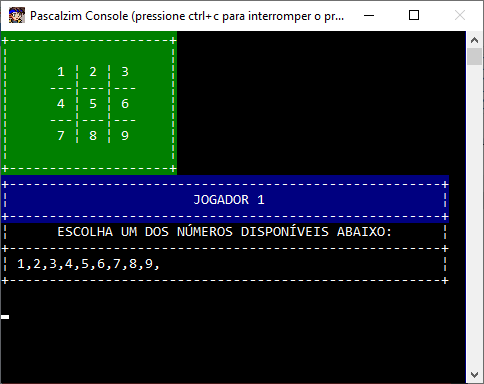 Pascalzim Console (pressione ctrl+c para interromper o pr...
+--------------------+
¦                    ¦
¦      1 ¦ 2 ¦ 3     ¦
¦     ---¦---¦---    ¦
¦      4 ¦ 5 ¦ 6     ¦
¦     ---¦---¦---    ¦
¦      7 ¦ 8 ¦ 9     ¦
¦                    ¦
+--------------------+
+------------------------------------------------------+
¦                       JOGADOR 1                      ¦
+------------------------------------------------------+
¦      ESCOLHA UM DOS NÚMEROS DISPONÍVEIS ABAIXO:      ¦
+------------------------------------------------------+
¦ 1,2,3,4,5,6,7,8,9,                                   ¦
+------------------------------------------------------+